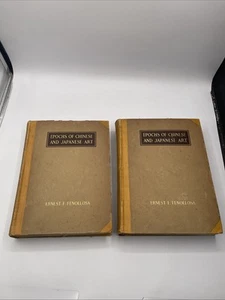 EPOCHS OF CHINESE
AND JAPANESE ART
ERNEST F. FENOLLOSA
EPOCHS OF CHINESE
AND JAPANESE ART
ERNEST F. FENOLLOSA